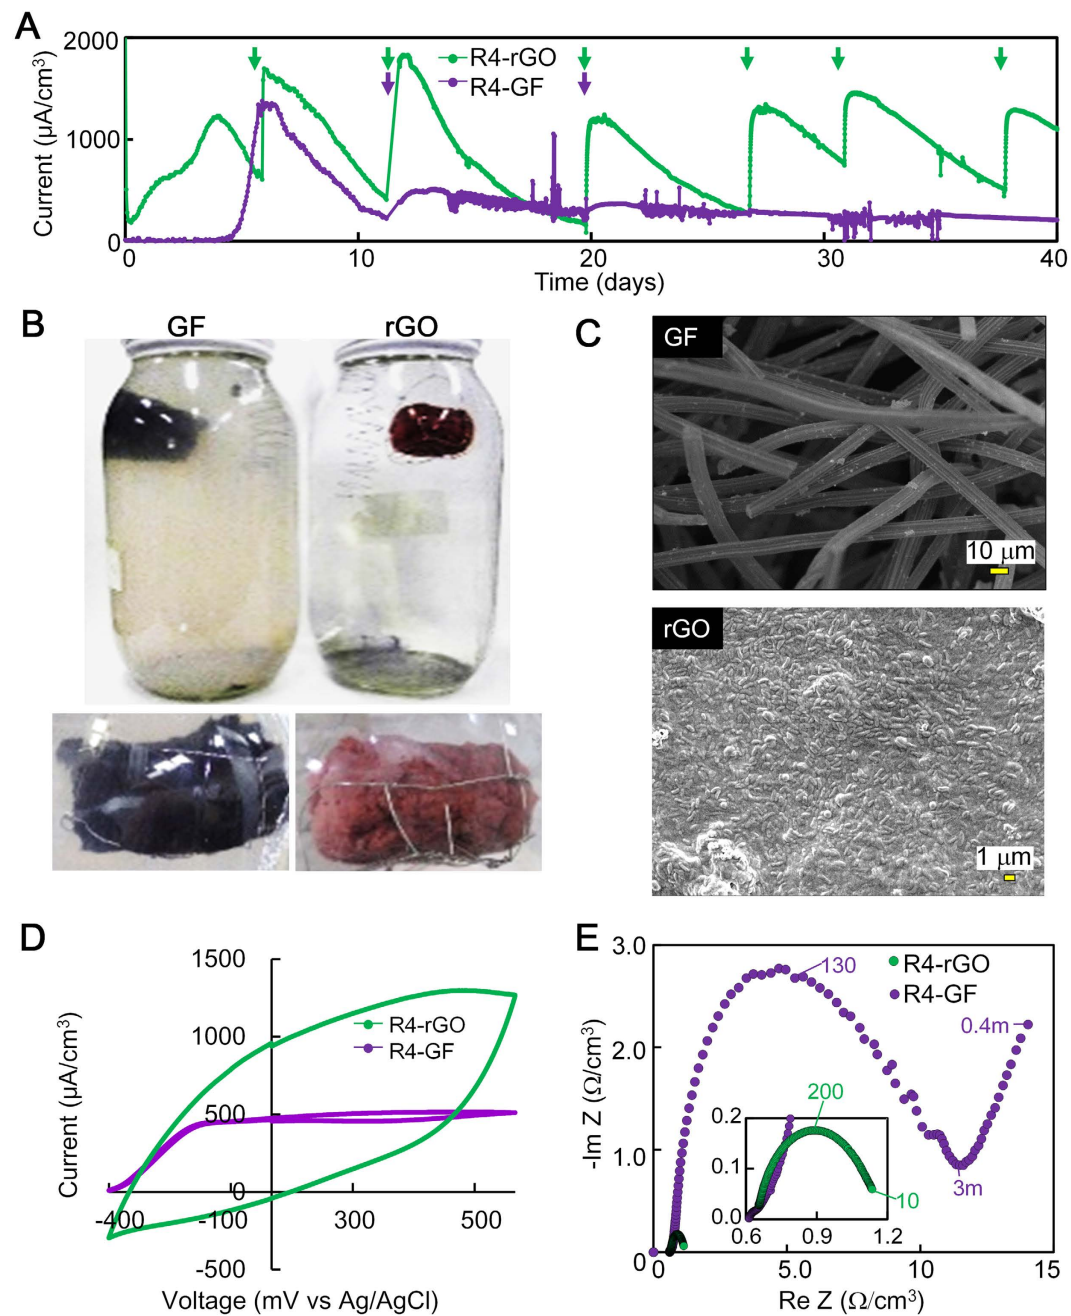 A
2000
1000
0
Current (µA/cm³)
R4-rGO
R4-GF
0
10
20
30
40
Time (days)
B
GF
rGO
C
GF
10 µm
rGO
1 µm
D
1500
1000
500
0
-500
Current (µA/cm³)
R4-rGO
R4-GF
-400
-100
300
500
Voltage (mV vs Ag/AgCl)
E
3.0
2.0
1.0
0
-Im Z (Ω/cm³)
130
R4-rGO
R4-GF
0.4m
3m
200
10
0.2
0.1
0.0
0.6
0.9
1.2
0
5.0
10
15
Re Z (Ω/cm³)